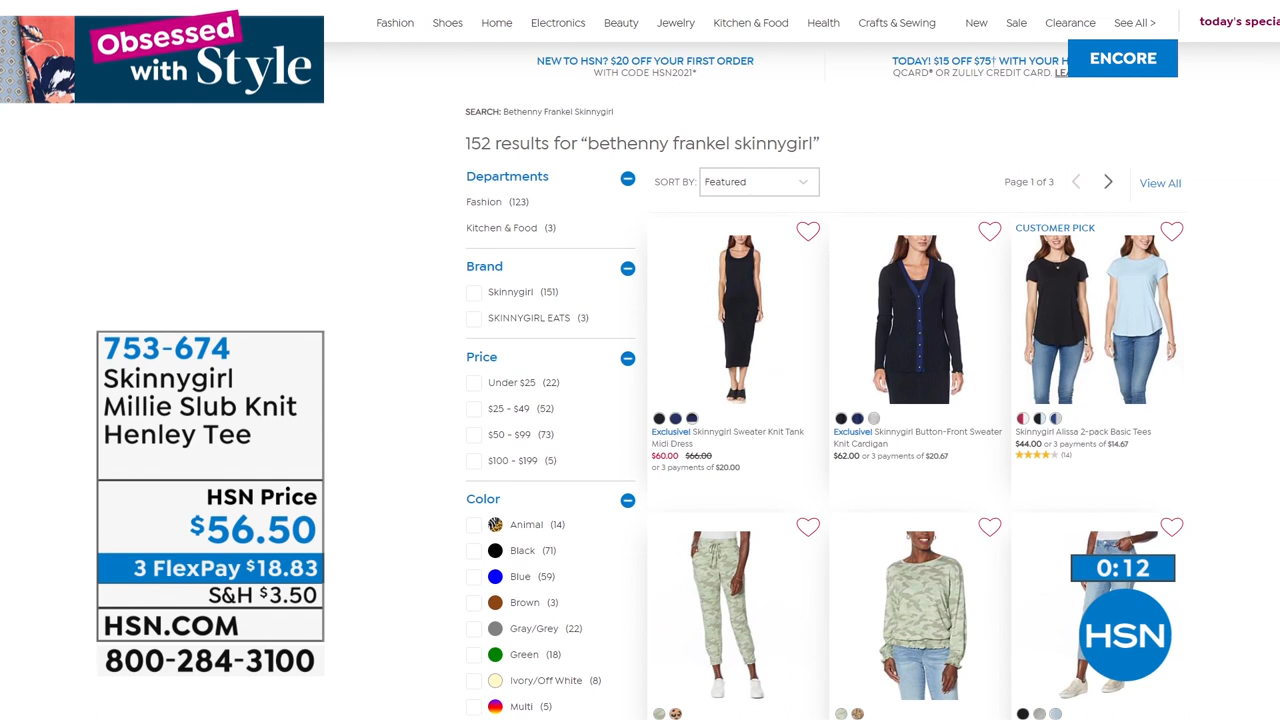 Obsessed
with Style
Fashion Shoes Home Electronics Beauty Jewelry Kitchen & Food Health Crafts & Sewing New Sale Clearance See All >
today's specia
ENCORE
NEW TO HSN? $20 OFF YOUR FIRST ORDER
WITH CODE HSN2021*
TODAY! $15 OFF $75† WITH YOUR H
QCARD® OR ZULILY CREDIT CARD. LEA
SEARCH: Bethenny Frankel Skinnygirl
152 results for “bethenny frankel skinnygirl”
Departments
Fashion (123)
Kitchen & Food (3)
Brand
Skinnygirl (151)
SKINNYGIRL EATS (3)
Price
Under $25 (22)
$25 - $49 (52)
$50 - $99 (73)
$100 - $199 (5)
Color
Animal (14)
Black (71)
Blue (59)
Brown (3)
Gray/Grey (22)
Green (18)
Ivory/Off White (8)
Multi (5)
SORT BY: Featured
Page 1 of 3
View All
Exclusive! Skinnygirl Sweater Knit Tank
Midi Dress
$60.00 $66.00
or 3 payments of $20.00
Exclusive! Skinnygirl Button-Front Sweater
Knit Cardigan
$62.00 or 3 payments of $20.67
CUSTOMER PICK
Skinnygirl Alissa 2-pack Basic Tees
$44.00 or 3 payments of $14.67
(14)
753-674
Skinnygirl
Millie Slub Knit
Henley Tee
HSN Price
$56.50
3 FlexPay $18.83
S&H $3.50
HSN.COM
800-284-3100
0:12
HSN